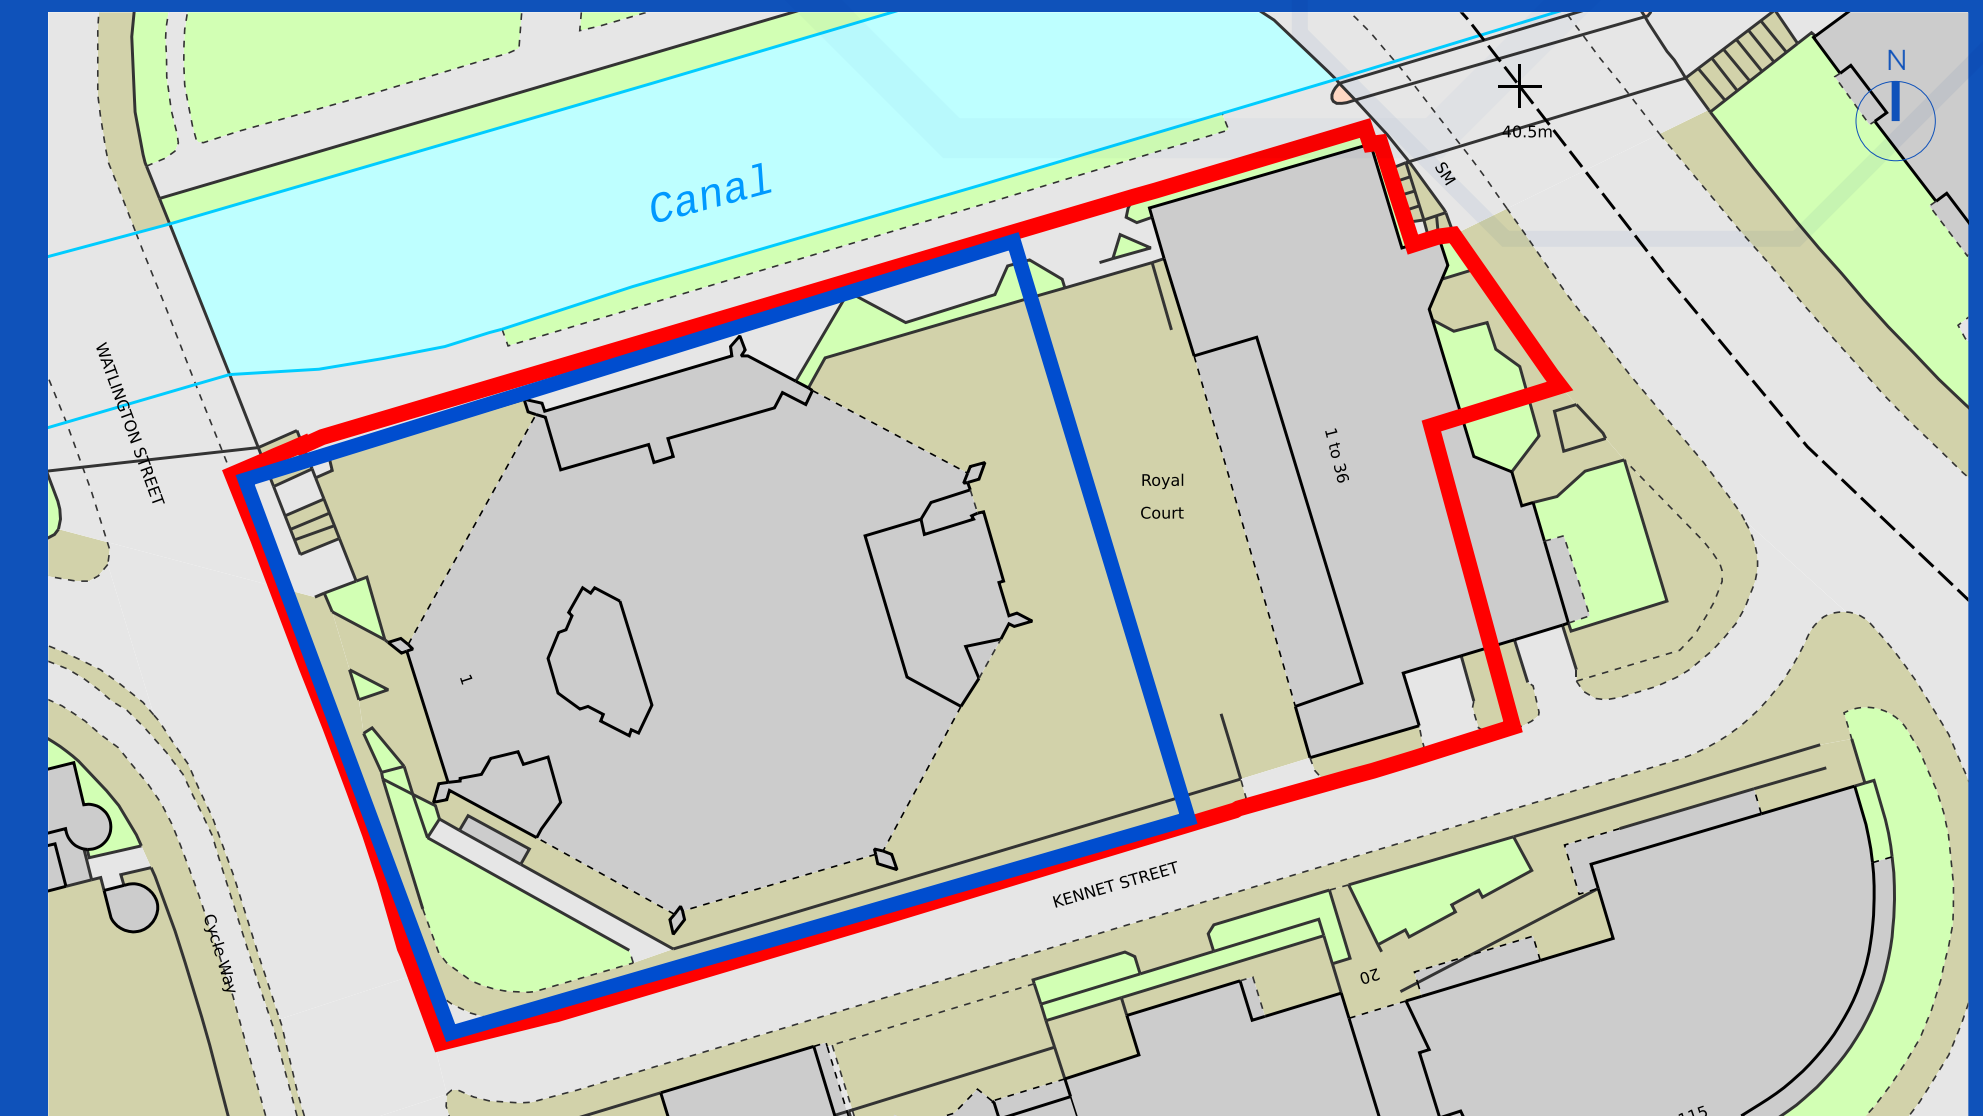 N
40.5m
SM
Canal
WATLINGTON STREET
1 to 36
Royal
Court
1
KENNET STREET
Cycle Way
20
115